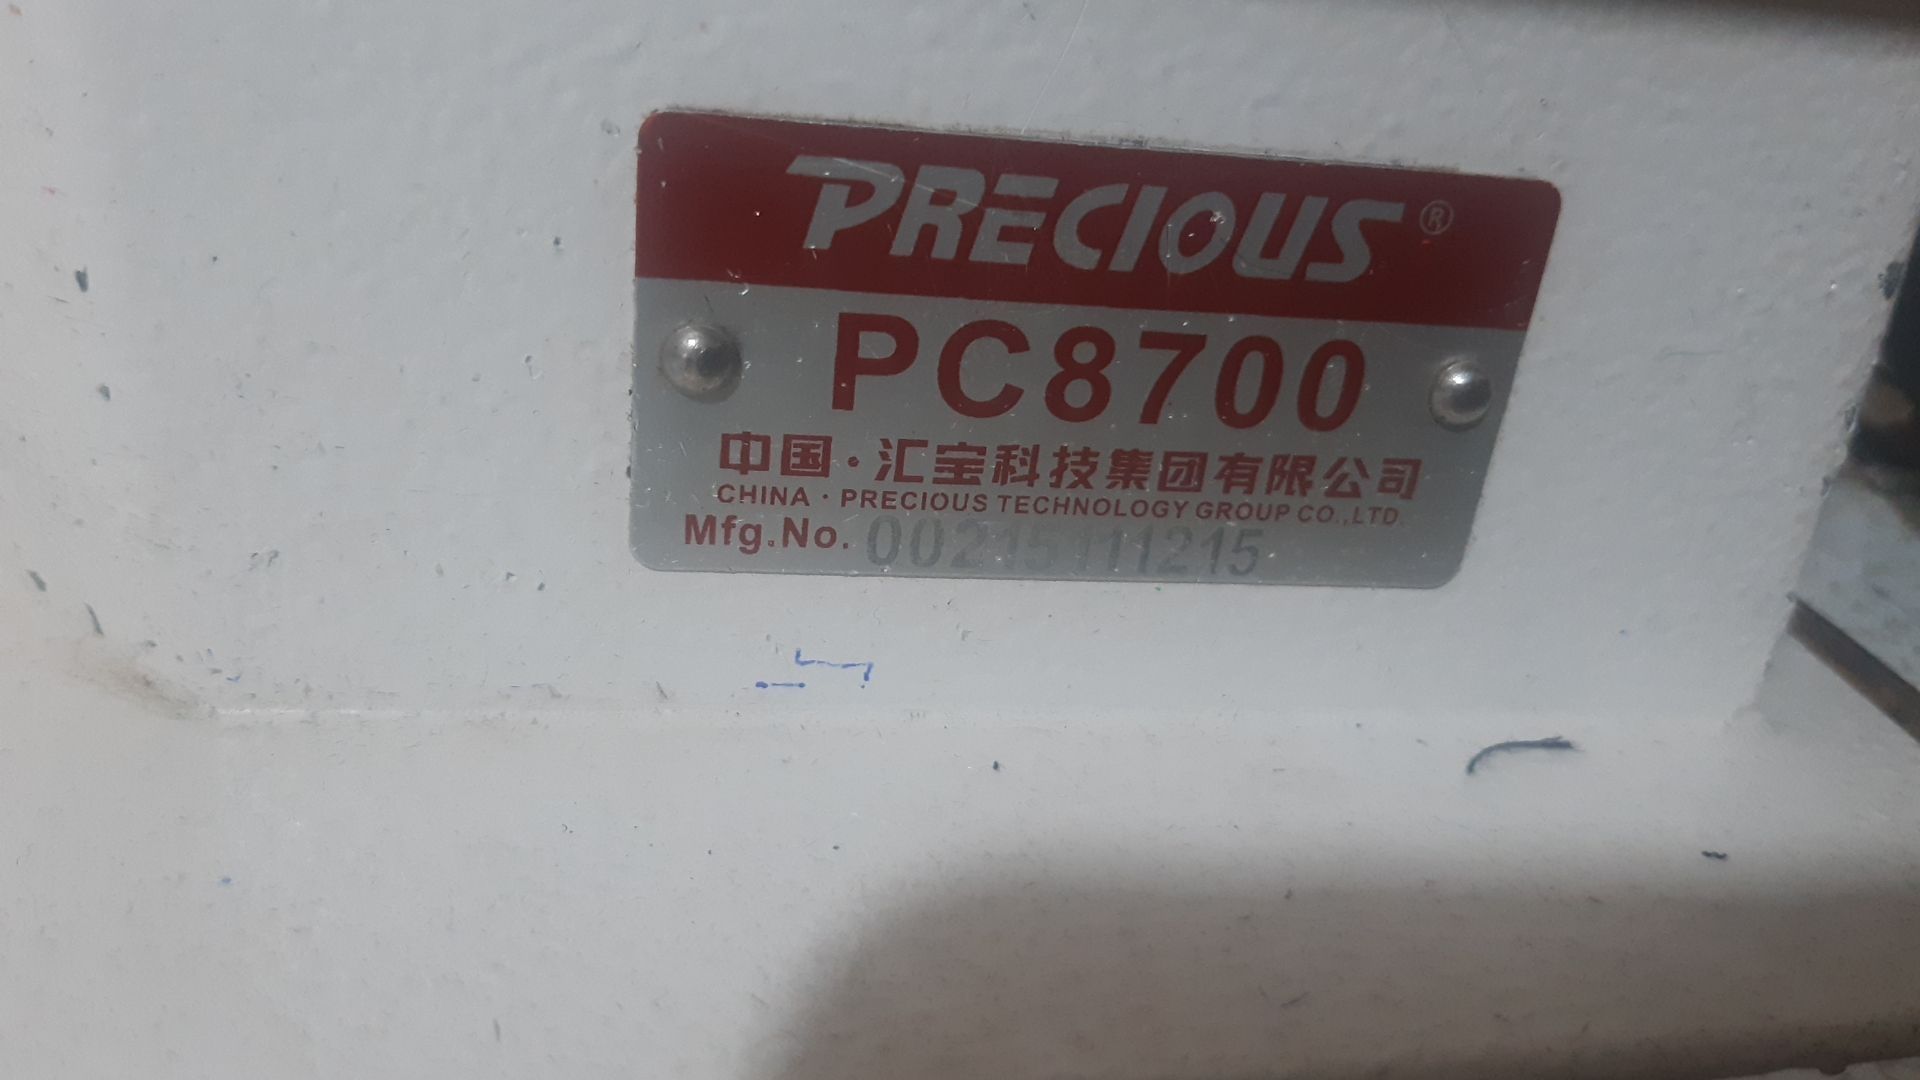 PRECIOUS®
PC8700
中国·汇宝科技集团有限公司
CHINA · PRECIOUS TECHNOLOGY GROUP CO.,LTD.
Mfg.No. 00215111215